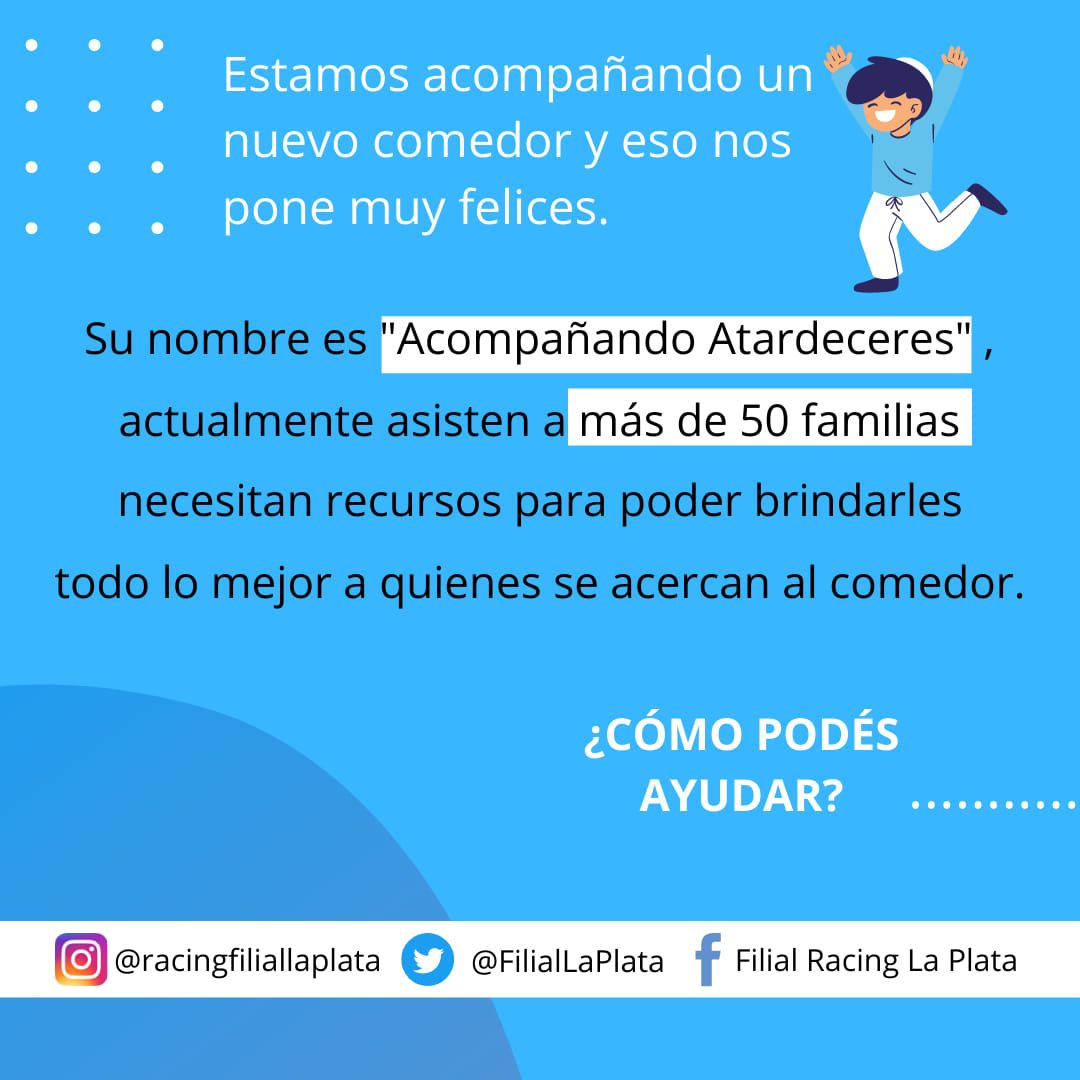 Estamos acompañando un
nuevo comedor y eso nos
pone muy felices.
Su nombre es "Acompañando Atardeceres" ,
actualmente asisten a más de 50 familias
necesitan recursos para poder brindarles
todo lo mejor a quienes se acercan al comedor.
¿CÓMO PODÉS
AYUDAR? ...........
@racingfiliallaplata @FilialLaPlata Filial Racing La Plata